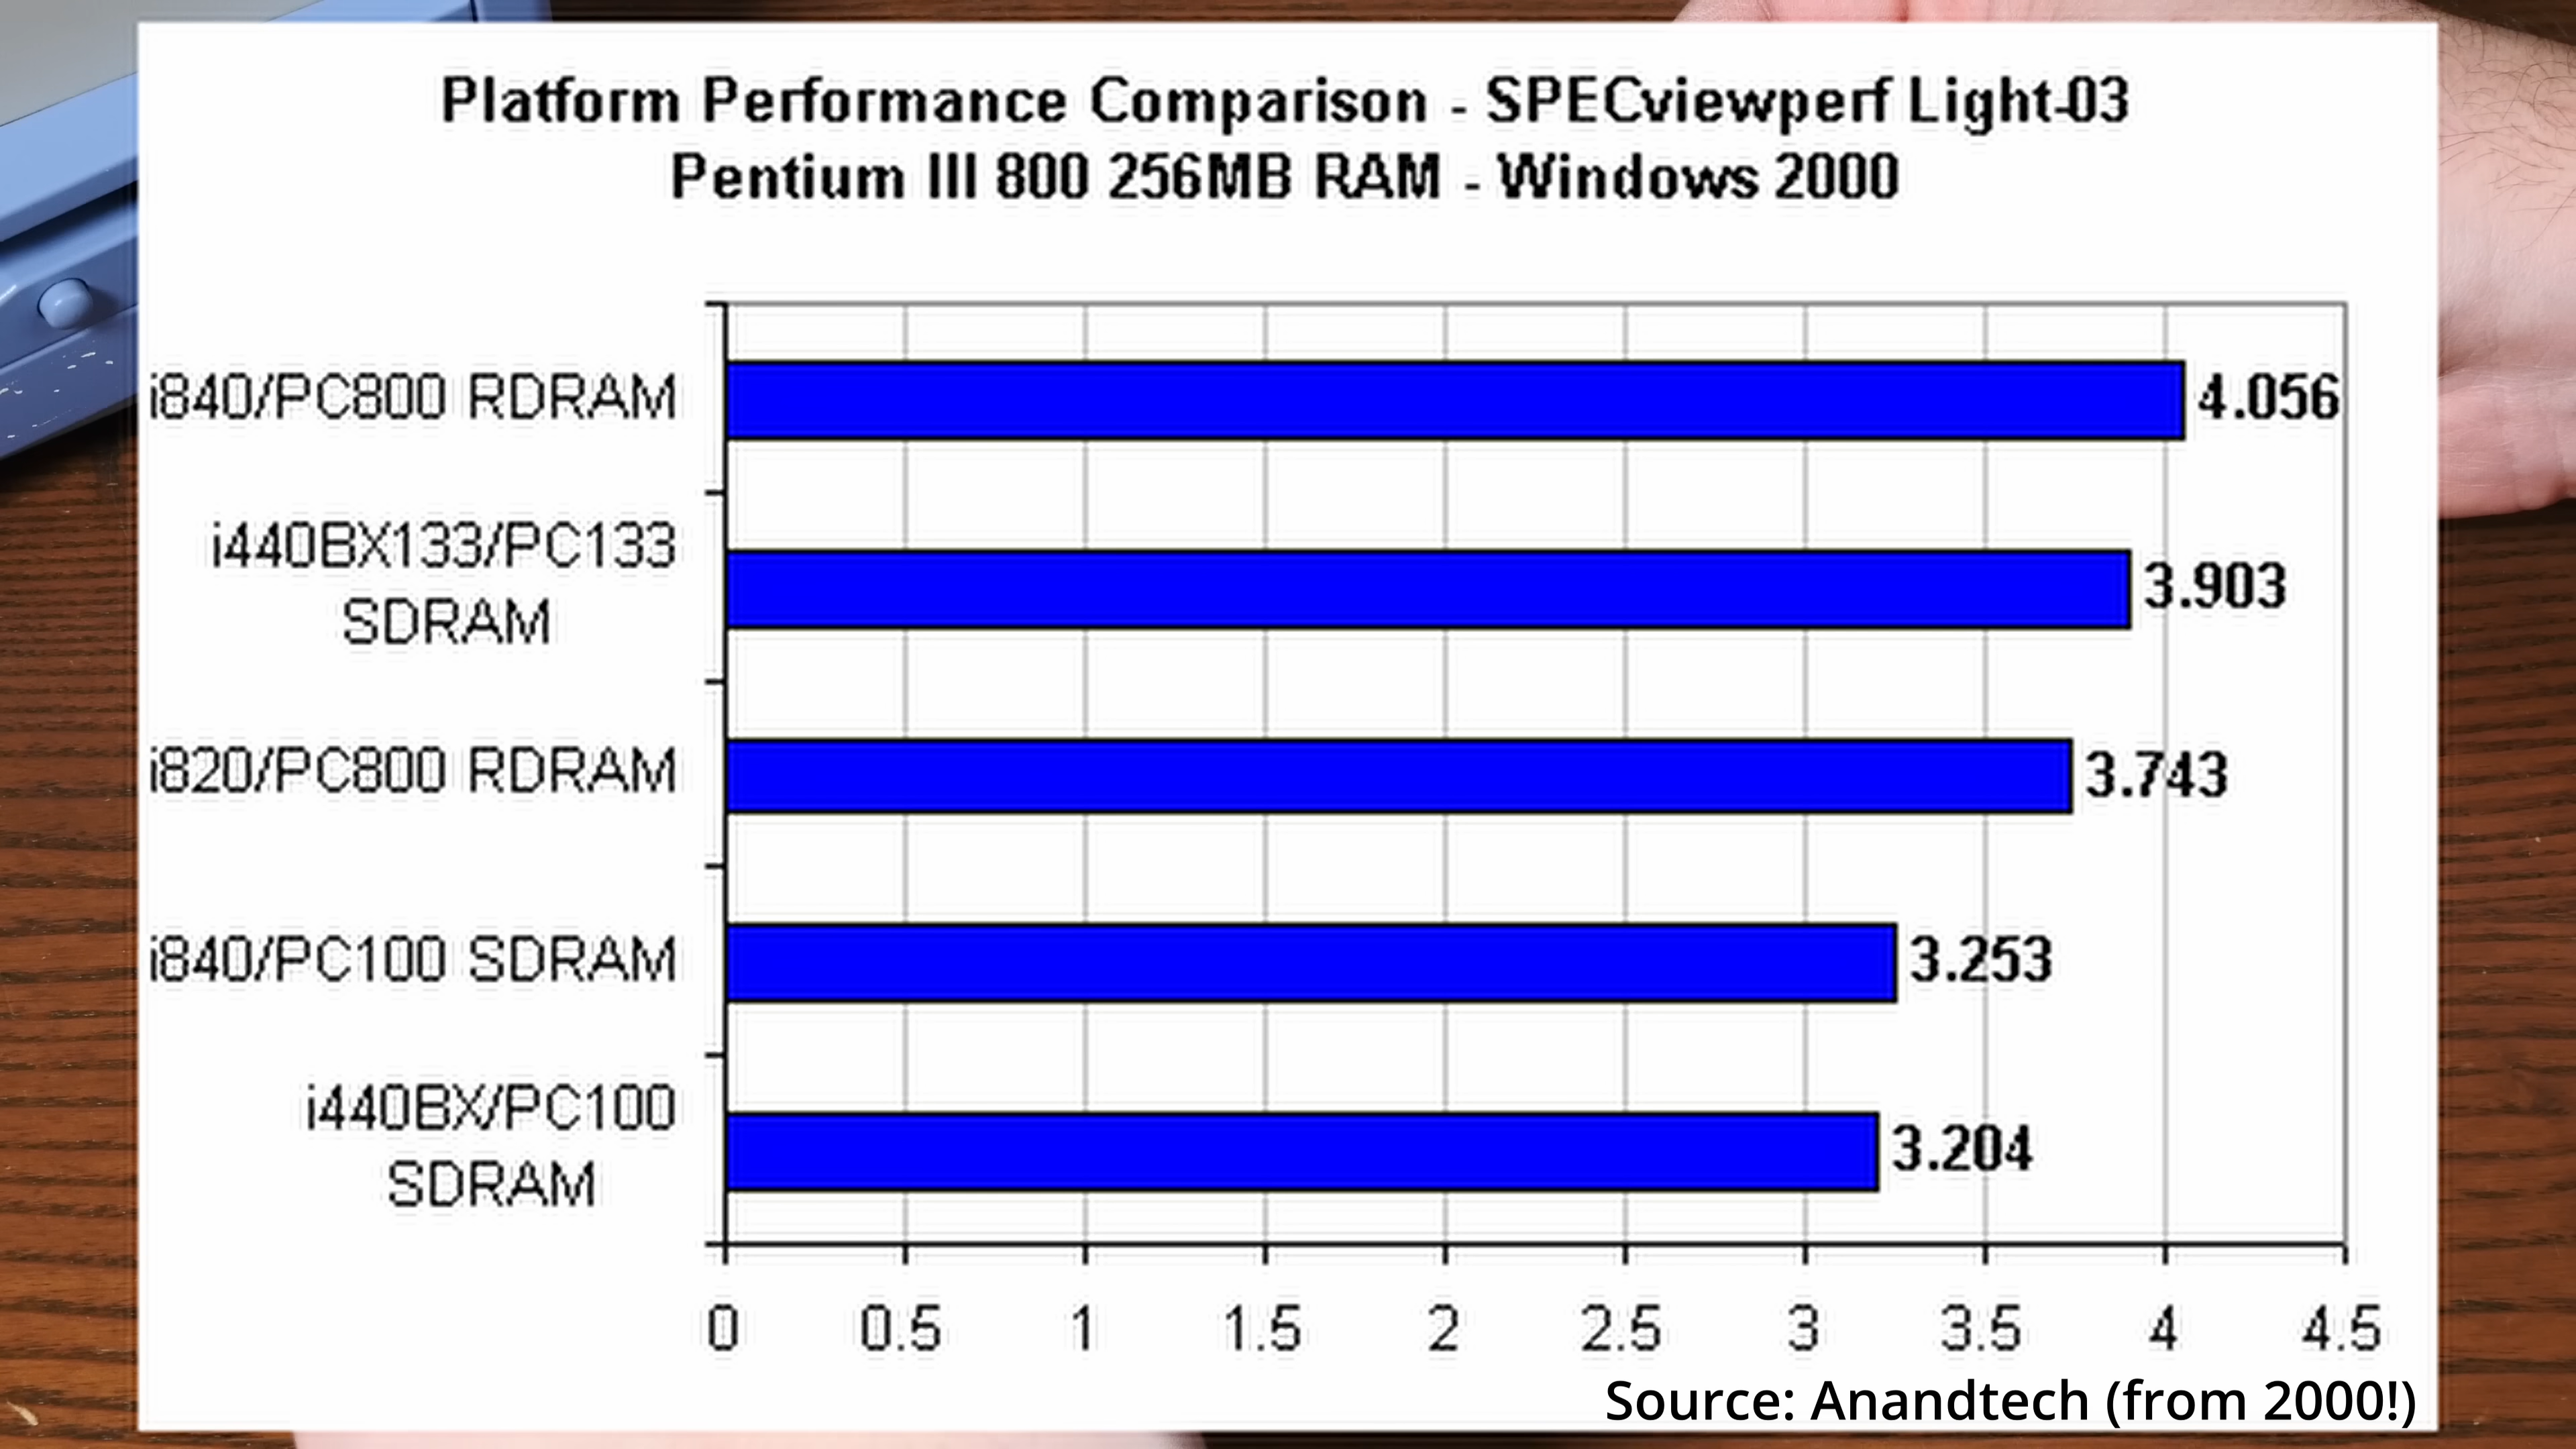 Platform Performance Comparison - SPECviewperf Light-03
Pentium III 800 256MB RAM - Windows 2000
i840/PC800 RDRAM
4.056
i440BX133/PC133
SDRAM
3.903
i820/PC800 RDRAM
3.743
i840/PC100 SDRAM
3.253
i440BX/PC100
SDRAM
3.204
0 0.5 1 1.5 2 2.5 3 3.5 4 4.5
Source: Anandtech (from 2000!)